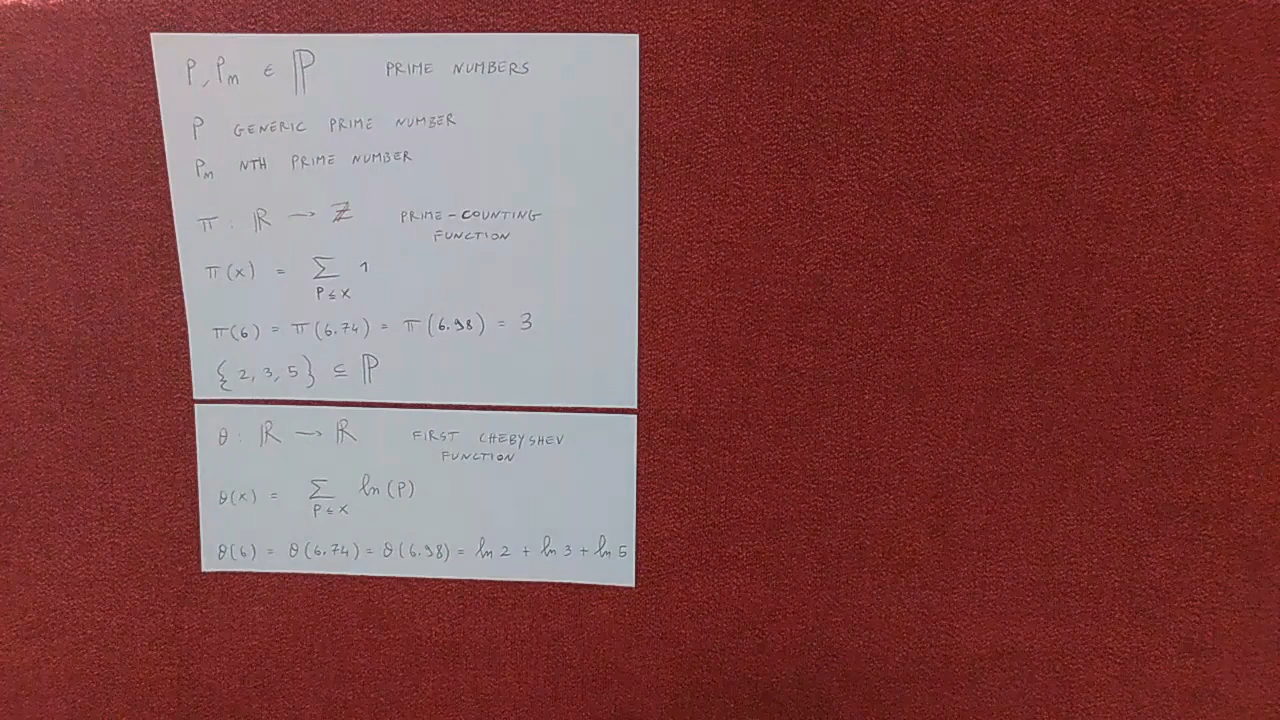 P, Pₙ ∈ ℙ PRIME NUMBERS
P GENERIC PRIME NUMBER
Pₙ NTH PRIME NUMBER
π : ℝ → ℤ PRIME-COUNTING
FUNCTION
π(x) = Σ 1
P ≤ x
π(6) = π(6.74) = π(6.98) = 3
{2, 3, 5} ⊆ ℙ
θ : ℝ → ℝ FIRST CHEBYSHEV
FUNCTION
θ(x) = Σ ln(P)
P ≤ x
θ(6) = θ(6.74) = θ(6.98) = ln 2 + ln 3 + ln 5